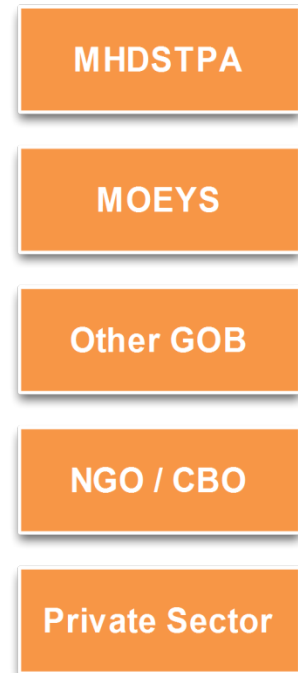 MHDSTPA
MOEYS
Other GOB
NGO / CBO
Private Sector